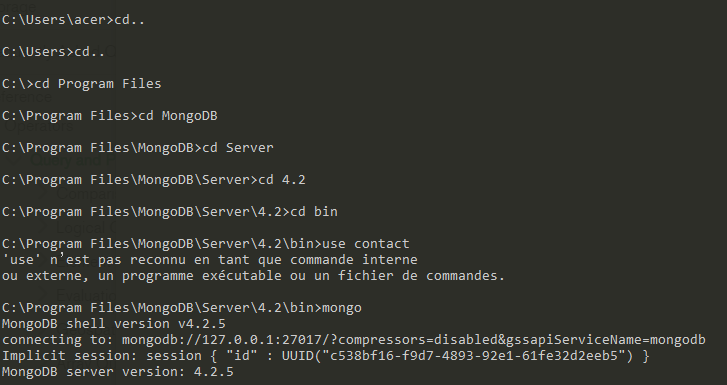 C:\Users\acer>cd..
C:\Users>cd..
C:\>cd Program Files
C:\Program Files>cd MongoDB
C:\Program Files\MongoDB>cd Server
C:\Program Files\MongoDB\Server>cd 4.2
C:\Program Files\MongoDB\Server\4.2>cd bin
C:\Program Files\MongoDB\Server\4.2\bin>use contact
'use' n’est pas reconnu en tant que commande interne
ou externe, un programme exécutable ou un fichier de commandes.
C:\Program Files\MongoDB\Server\4.2\bin>mongo
MongoDB shell version v4.2.5
connecting to: mongodb://127.0.0.1:27017/?compressors=disabled&gssapiServiceName=mongodb
Implicit session: session { "id" : UUID("c538bf16-f9d7-4893-92e1-61fe32d2eeb5") }
MongoDB server version: 4.2.5